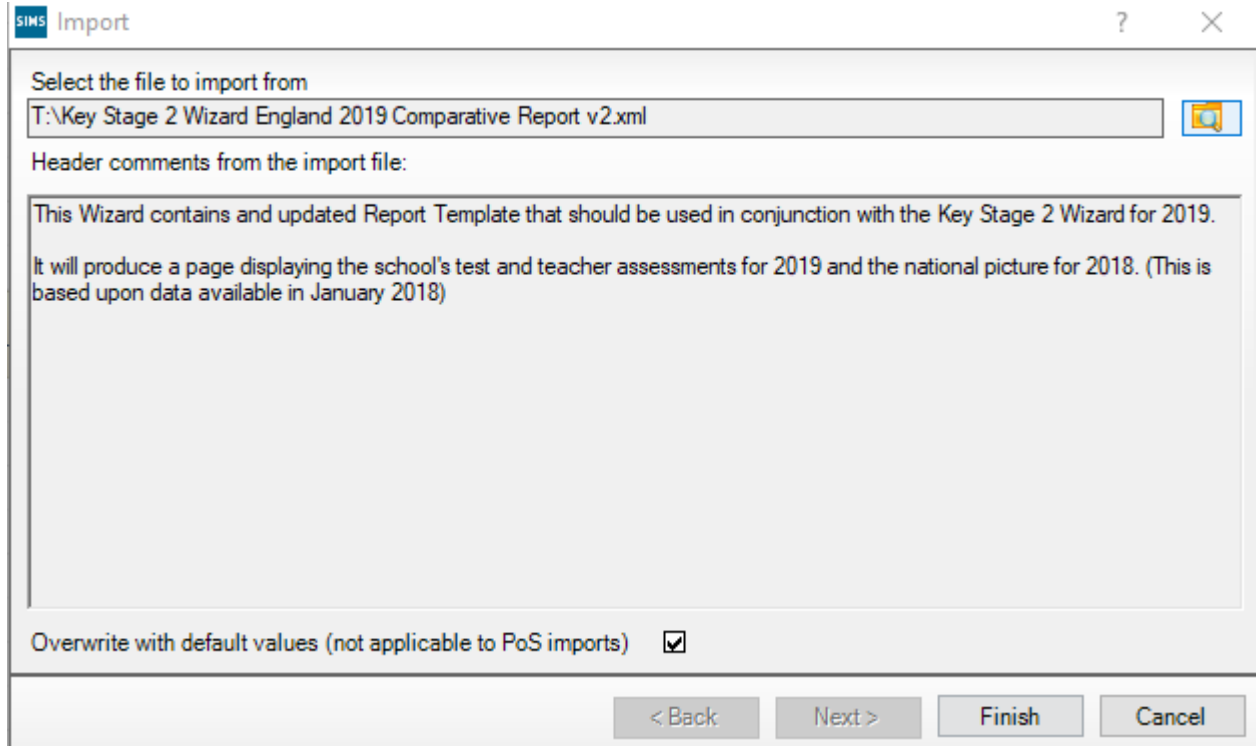 SIMS Import ?
Select the file to import from
T:\Key Stage 2 Wizard England 2019 Comparative Report v2.xml
Header comments from the import file:
This Wizard contains and updated Report Template that should be used in conjunction with the Key Stage 2 Wizard for 2019.
It will produce a page displaying the school's test and teacher assessments for 2019 and the national picture for 2018. (This is
based upon data available in January 2018)
Overwrite with default values (not applicable to PoS imports)
< Back Next > Finish Cancel